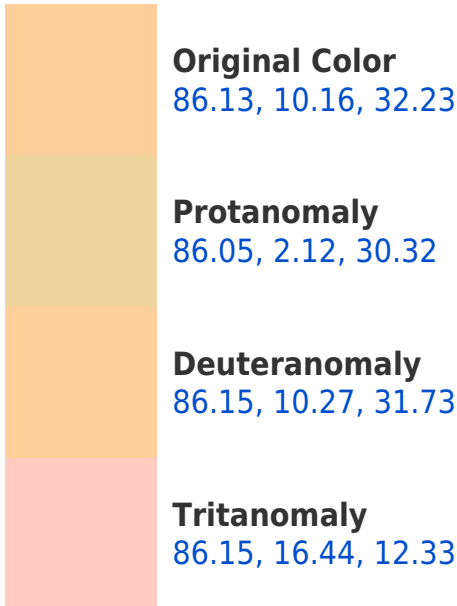 Original Color
86.13, 10.16, 32.23
Protanomaly
86.05, 2.12, 30.32
Deuteranomaly
86.15, 10.27, 31.73
Tritanomaly
86.15, 16.44, 12.33